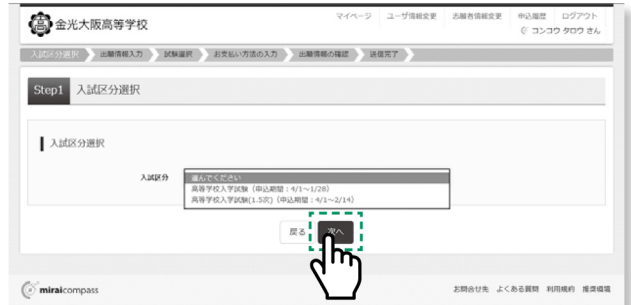 金光大阪高等学校
マイページ ユーザ情報変更 志願者情報変更 申込履歴 ログアウト
コンコウ タロウ さん
入試区分選択 出願情報入力 試験選択 お支払い方法の入力 出願情報の確認 送信完了
Step1 入試区分選択
入試区分選択
入試区分
選んでください
高等学校入学試験（申込期間：4/1～1/28）
高等学校入学試験(1.5次)（申込期間：4/1～2/14）
戻る 次へ
miraicompass
お問合せ先 よくある質問 利用規約 推奨環境